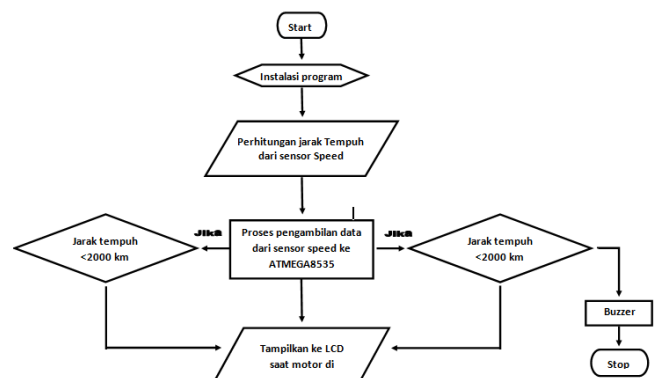 Start
Instalasi program
Perhitungan jarak Tempuh
dari sensor Speed
Jarak tempuh
<2000 km
Jika
Proses pengambilan data
dari sensor speed ke
ATMEGA8535
Jika
Jarak tempuh
<2000 km
Buzzer
Tampilkan ke LCD
saat motor di
Stop